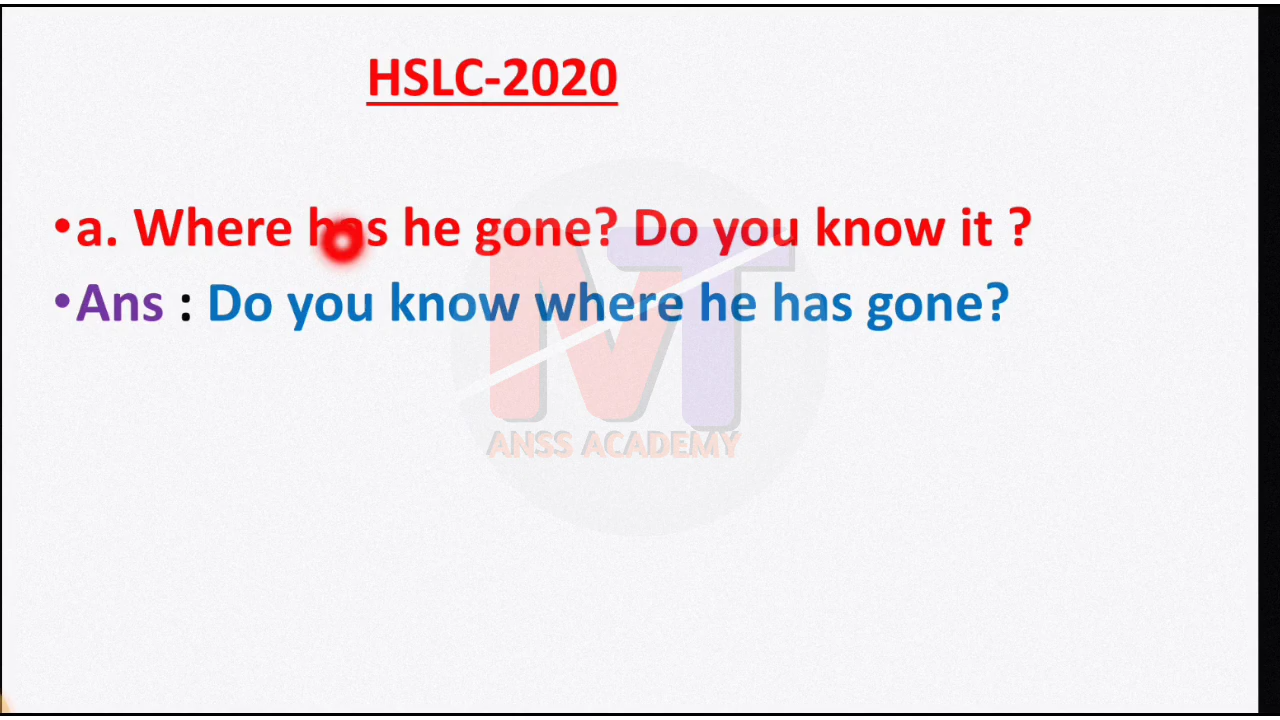 HSLC-2020
•a. Where has he gone? Do you know it ?
•Ans : Do you know where he has gone?
ANSS ACADEMY